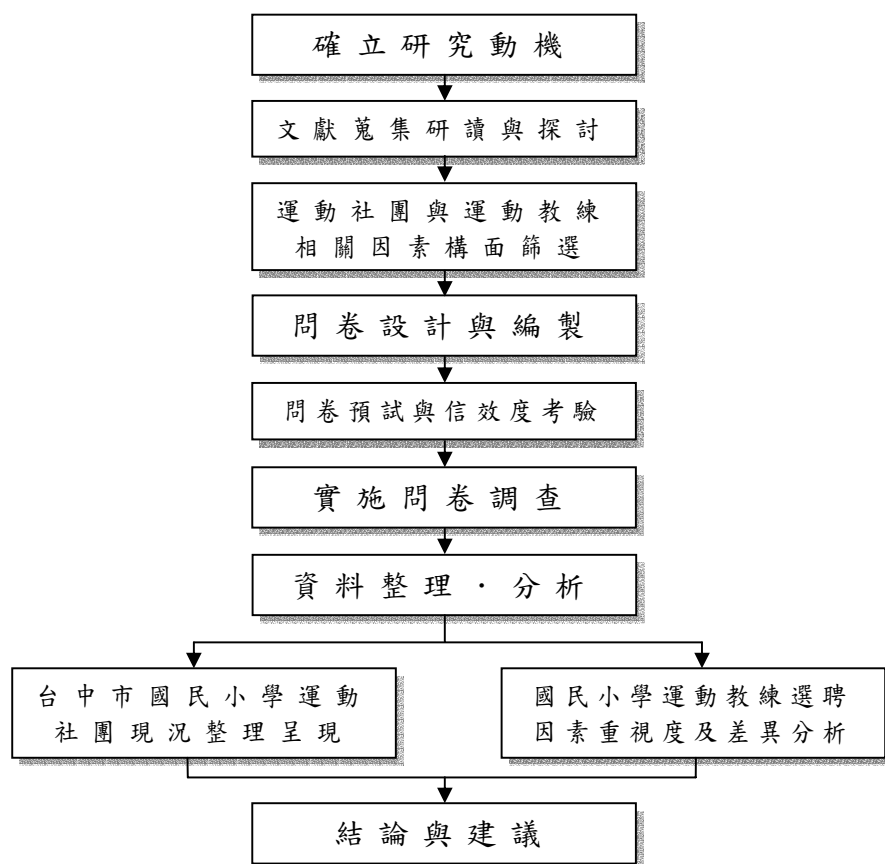 確立研究動機
文獻蒐集研讀與探討
運動社團與運動教練
相關因素構面篩選
問卷設計與編製
問卷預試與信效度考驗
實施問卷調查
資料整理．分析
台中市國民小學運動
社團現況整理呈現
國民小學運動教練選聘
因素重視度及差異分析
結論與建議